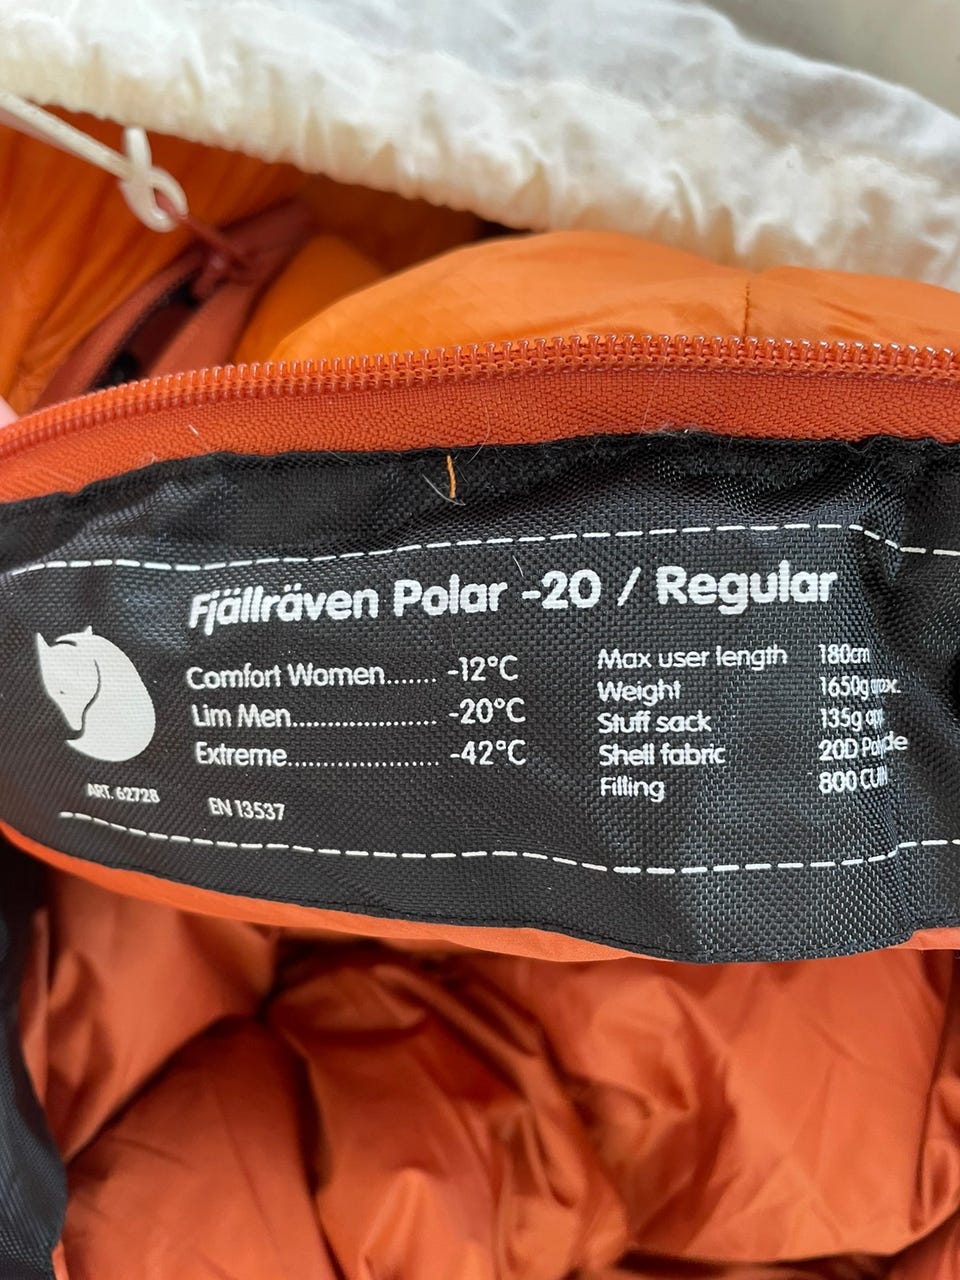 Fjällräven Polar -20 / Regular
Comfort Women....... -12°C
Lim Men...................... -20°C
Extreme....................... -42°C
ART. 62728
EN 13537
Max user length 180cm
Weight 1650g
Stuff sack 135g
Shell fabric 20D
Filling 800 CUIN